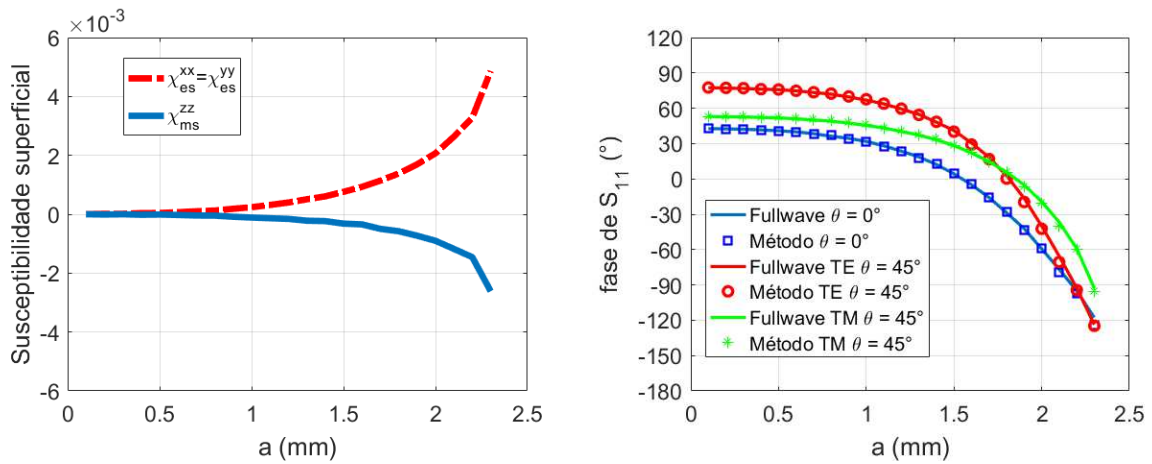 ×10⁻³
6
4
2
0
-2
-4
-6
0
0.5
1
1.5
2
2.5
Susceptibilidade superficial
a (mm)
χ_es^xx=χ_es^yy
χ_ms^zz
120
90
60
30
0
-30
-60
-90
-120
-150
-180
0
0.5
1
1.5
2
2.5
fase de S₁₁ (°)
a (mm)
Fullwave θ = 0°
Método θ = 0°
Fullwave TE θ = 45°
Método TE θ = 45°
Fullwave TM θ = 45°
Método TM θ = 45°